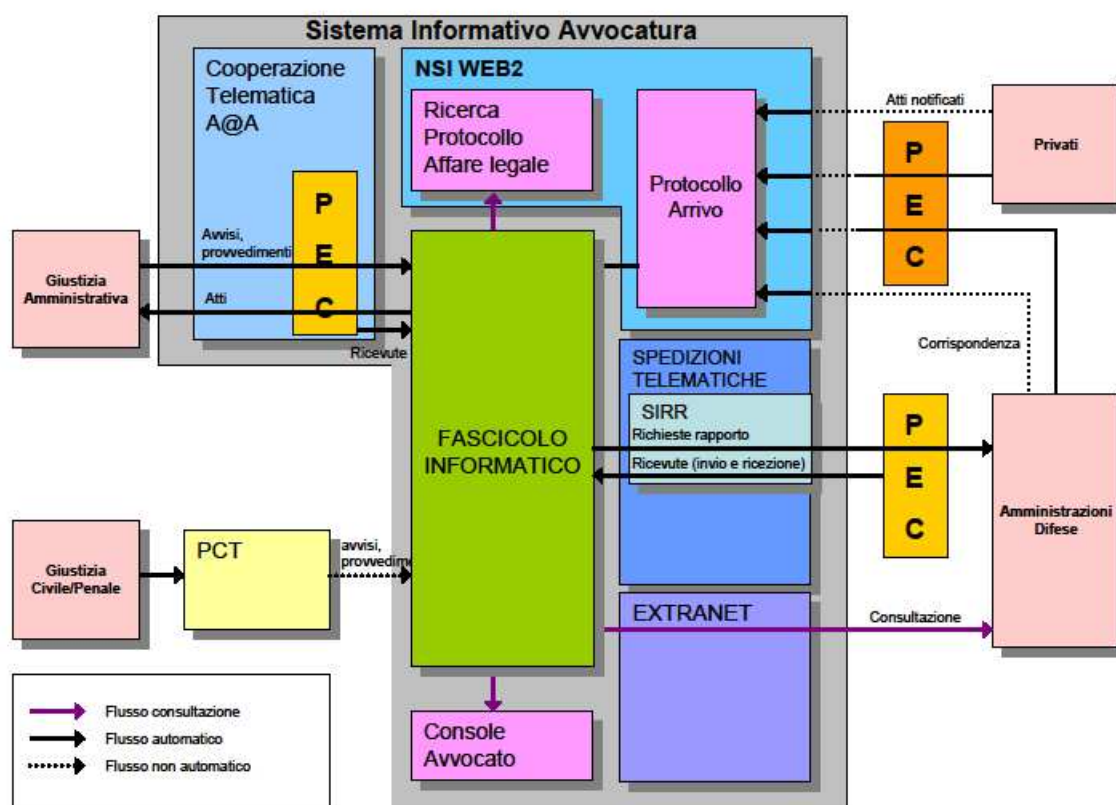 Sistema Informativo Avvocatura
Cooperazione
Telematica
A@A
P
E
C
NSI WEB2
Ricerca
Protocollo
Affare legale
Protocollo
Arrivo
Atti notificati
P
E
C
Privati
Giustizia
Amministrativa
Avvisi,
provvedimenti
Atti
Ricevute
Corrispondenza
FASCICOLO
INFORMATICO
SPEDIZIONI
TELEMATICHE
SIRR
Richieste rapporto
Ricevute (invio e ricezione)
P
E
C
Amministrazioni
Difese
Giustizia
Civile/Penale
PCT
avvisi,
provvedime
EXTRANET
Consultazione
Console
Avvocato
Flusso consultazione
Flusso automatico
Flusso non automatico